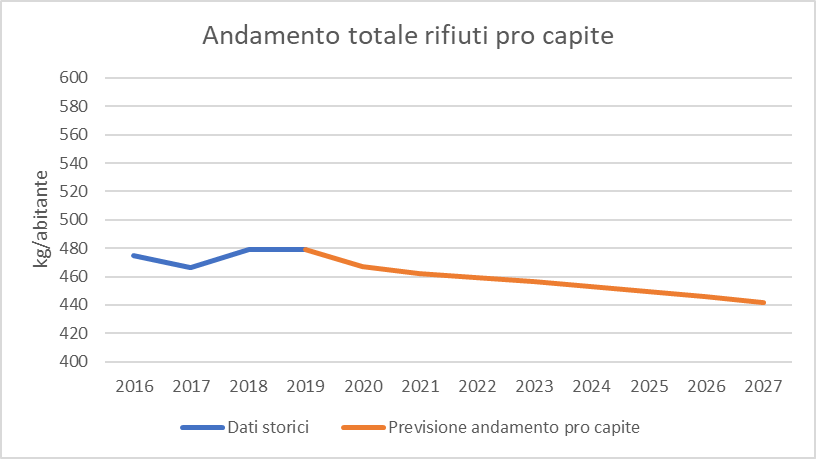 Andamento totale rifiuti pro capite
kg/abitante
600
580
560
540
520
500
480
460
440
420
400
2016 2017 2018 2019 2020 2021 2022 2023 2024 2025 2026 2027
Dati storici Previsione andamento pro capite